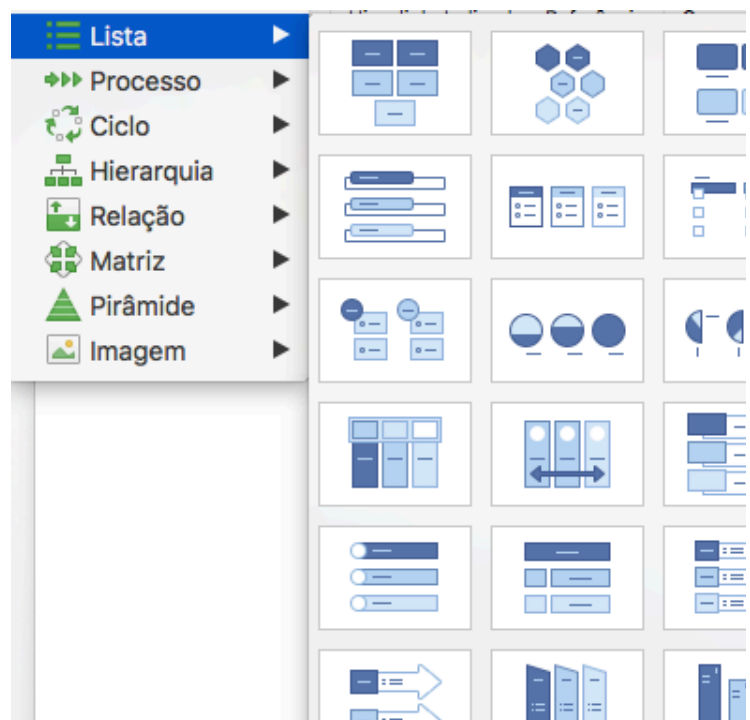 Lista
Processo
Ciclo
Hierarquia
Relação
Matriz
Pirâmide
Imagem